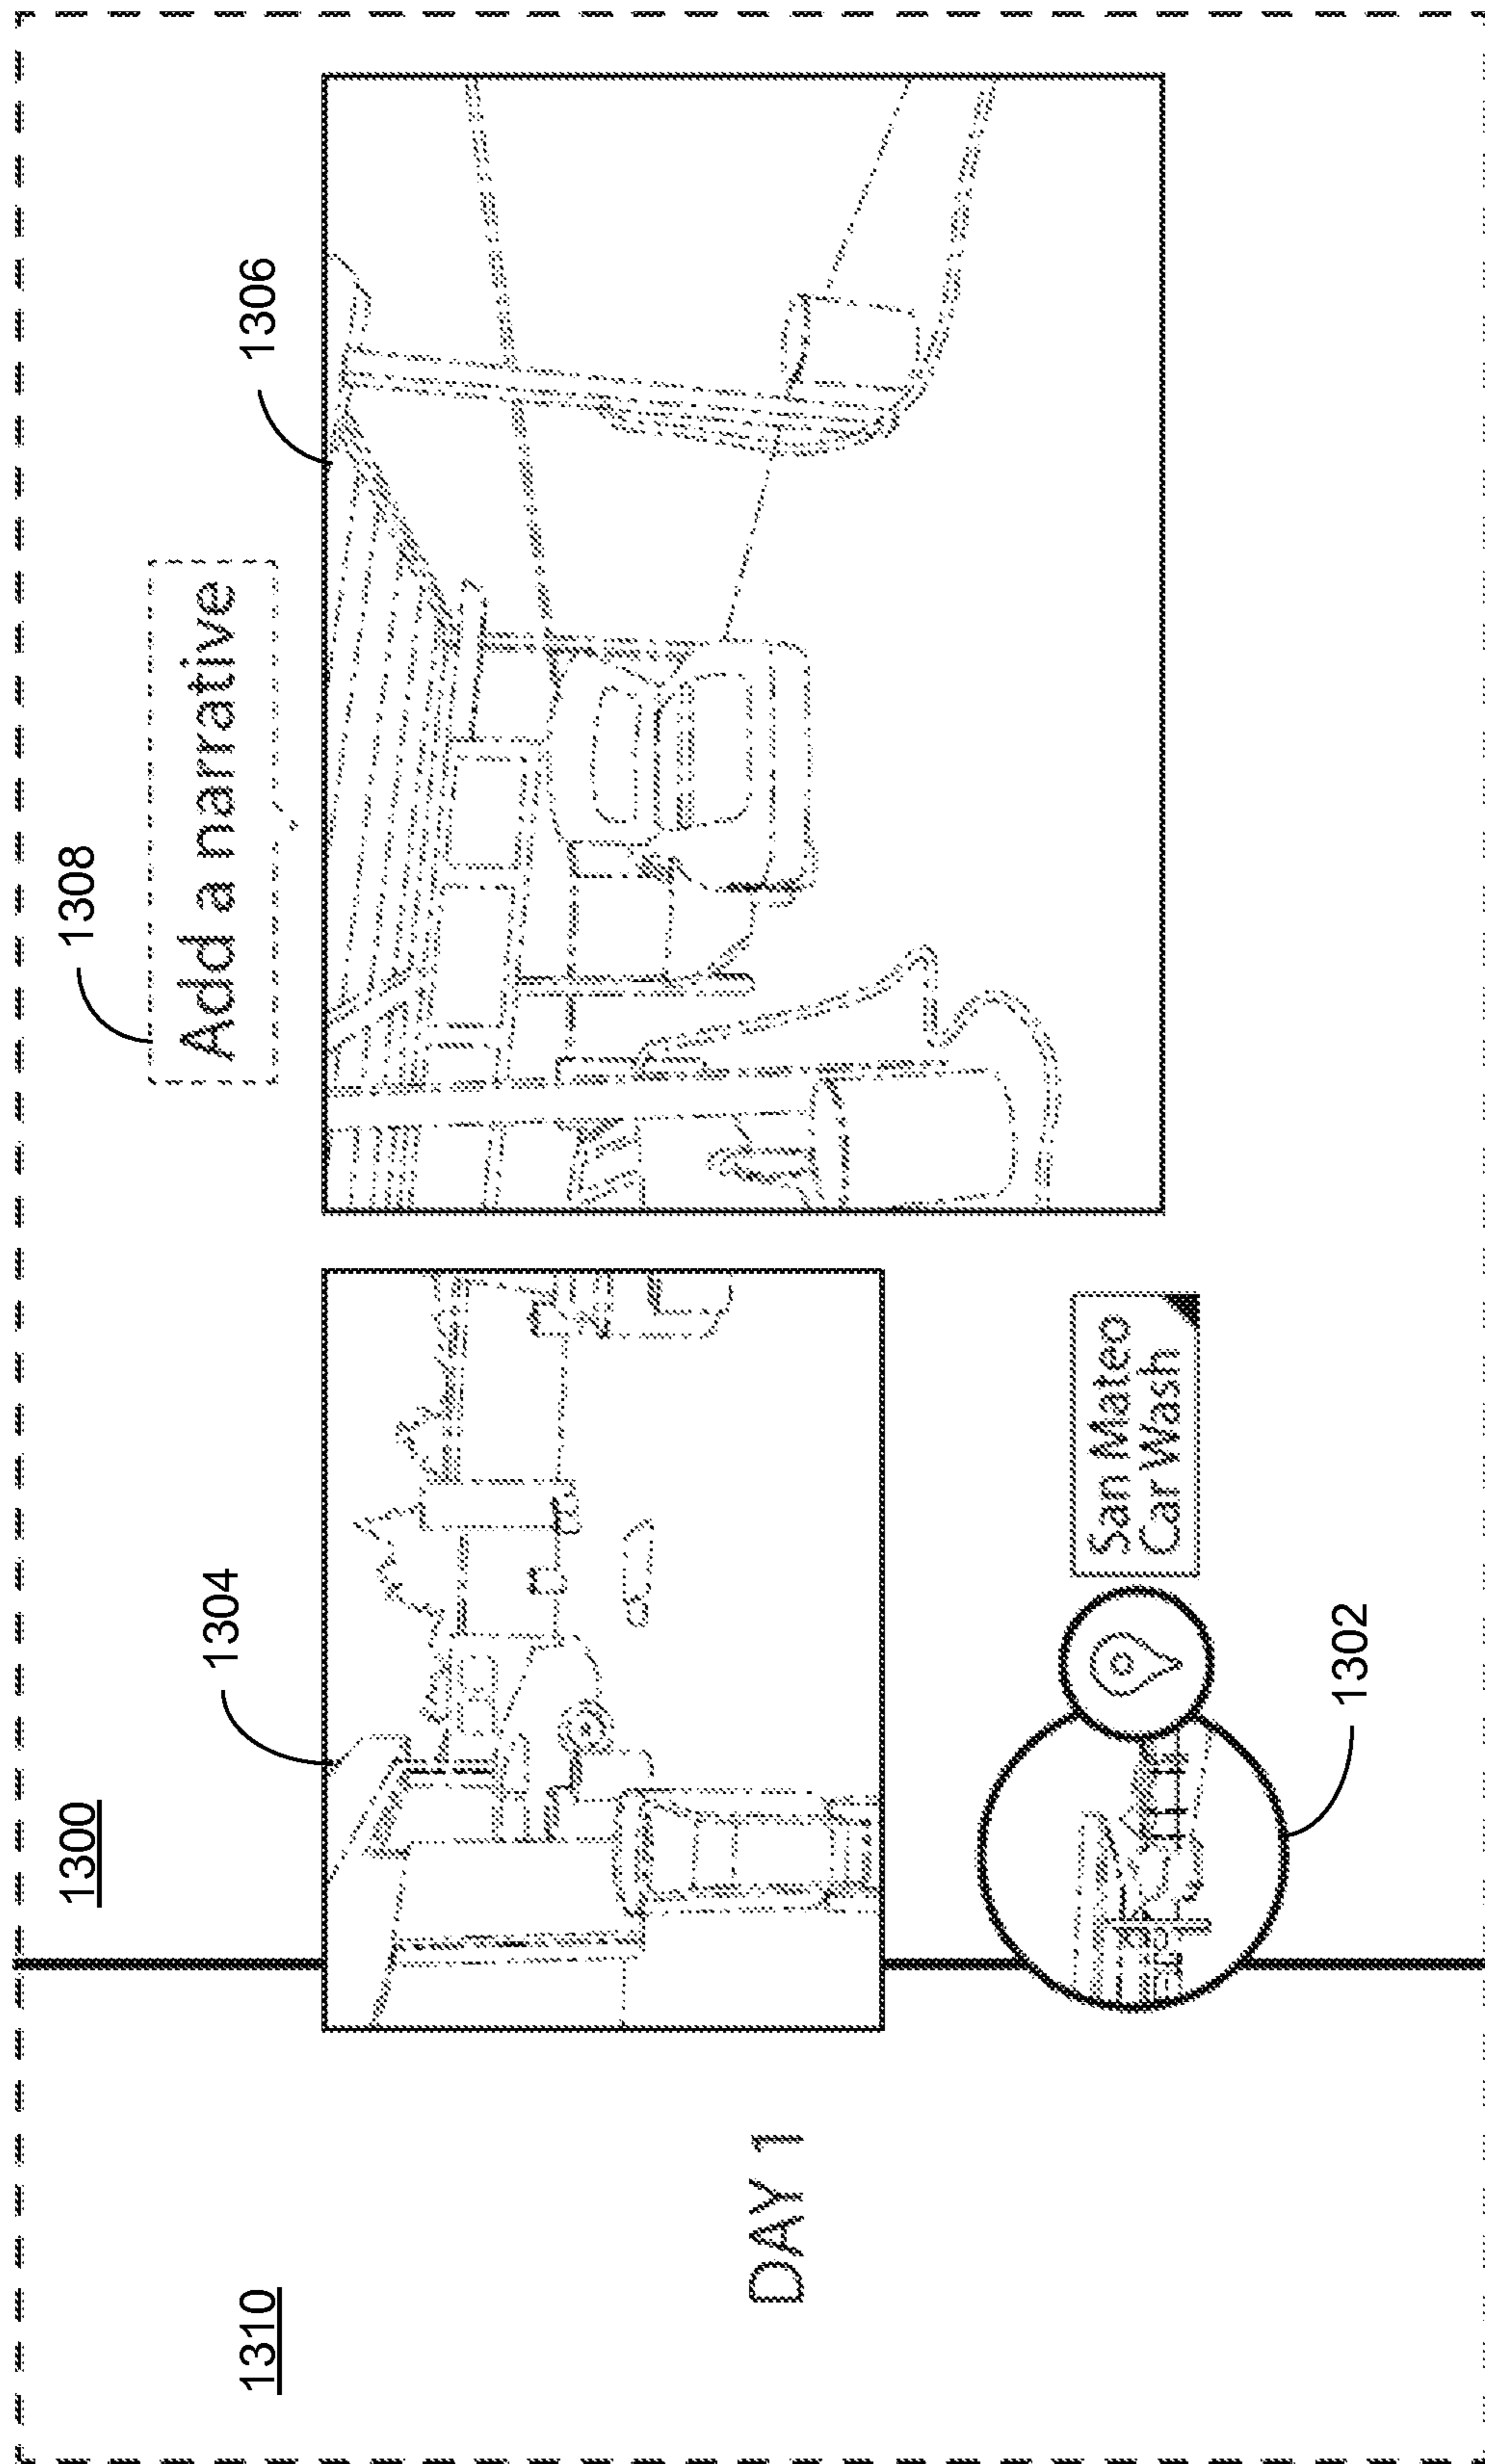 1310
1300
1308
Add a narrative
1304
1306
DAY 1
San Mateo
Car Wash
1302